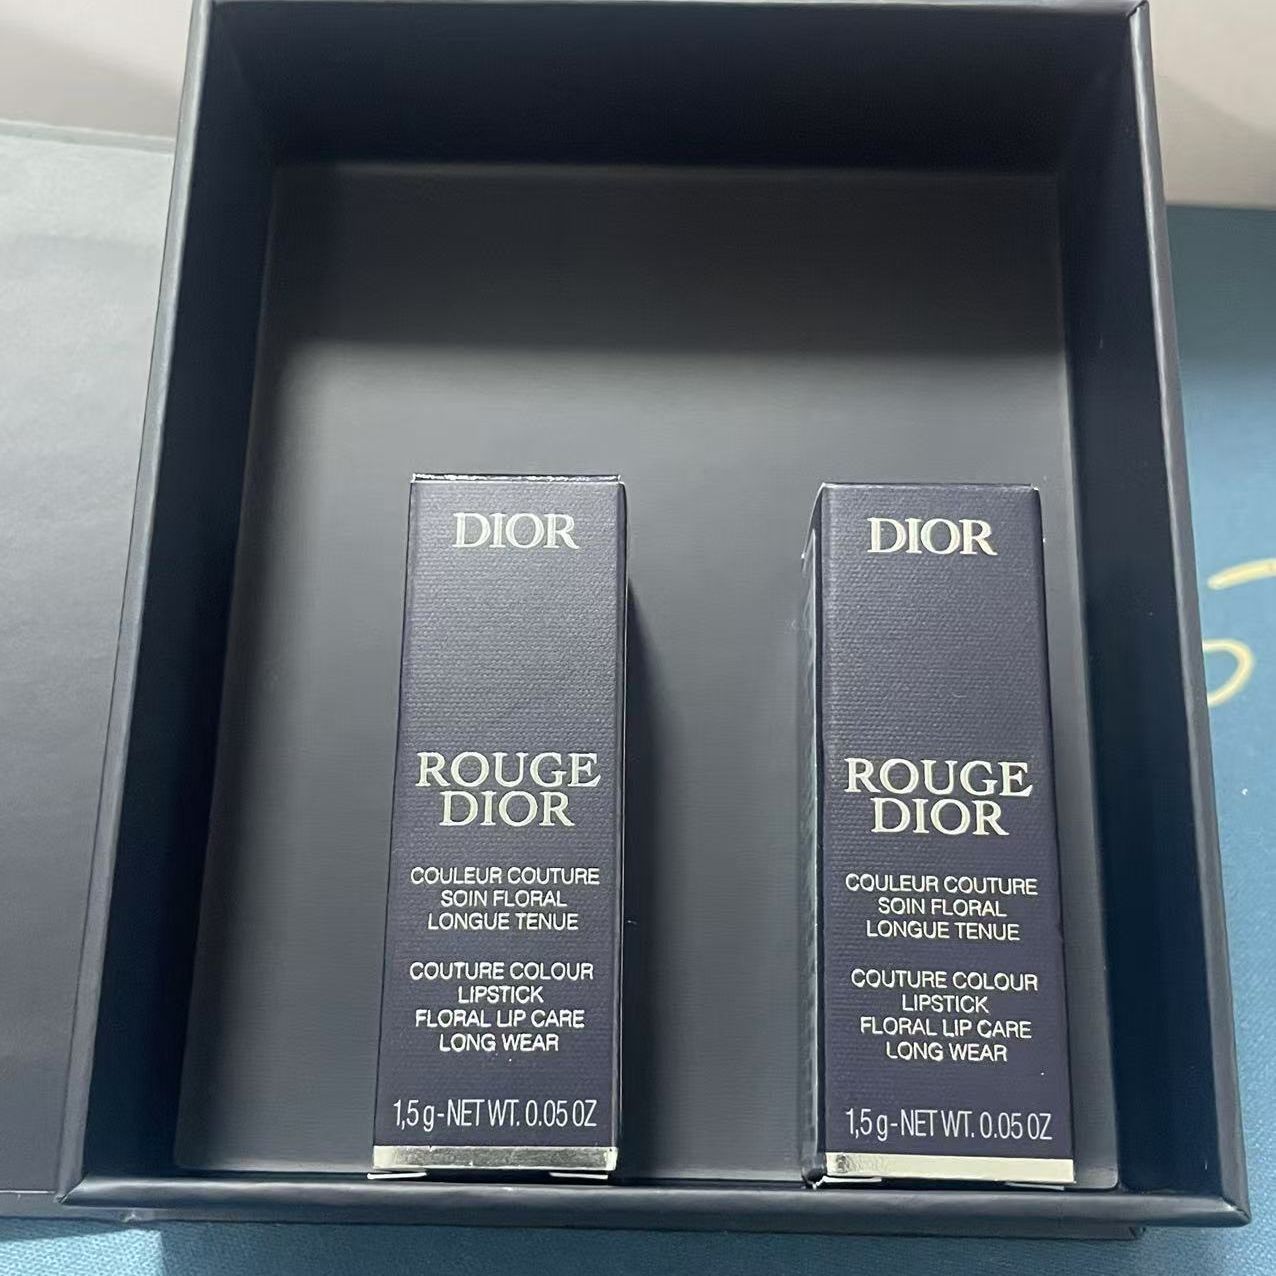 DIOR
ROUGE
DIOR
COULEUR COUTURE
SOIN FLORAL
LONGUE TENUE
COUTURE COLOUR
LIPSTICK
FLORAL LIP CARE
LONG WEAR
1,5 g-NET WT. 0.05 OZ
DIOR
ROUGE
DIOR
COULEUR COUTURE
SOIN FLORAL
LONGUE TENUE
COUTURE COLOUR
LIPSTICK
FLORAL LIP CARE
LONG WEAR
1,5 g-NET WT. 0.05 OZ